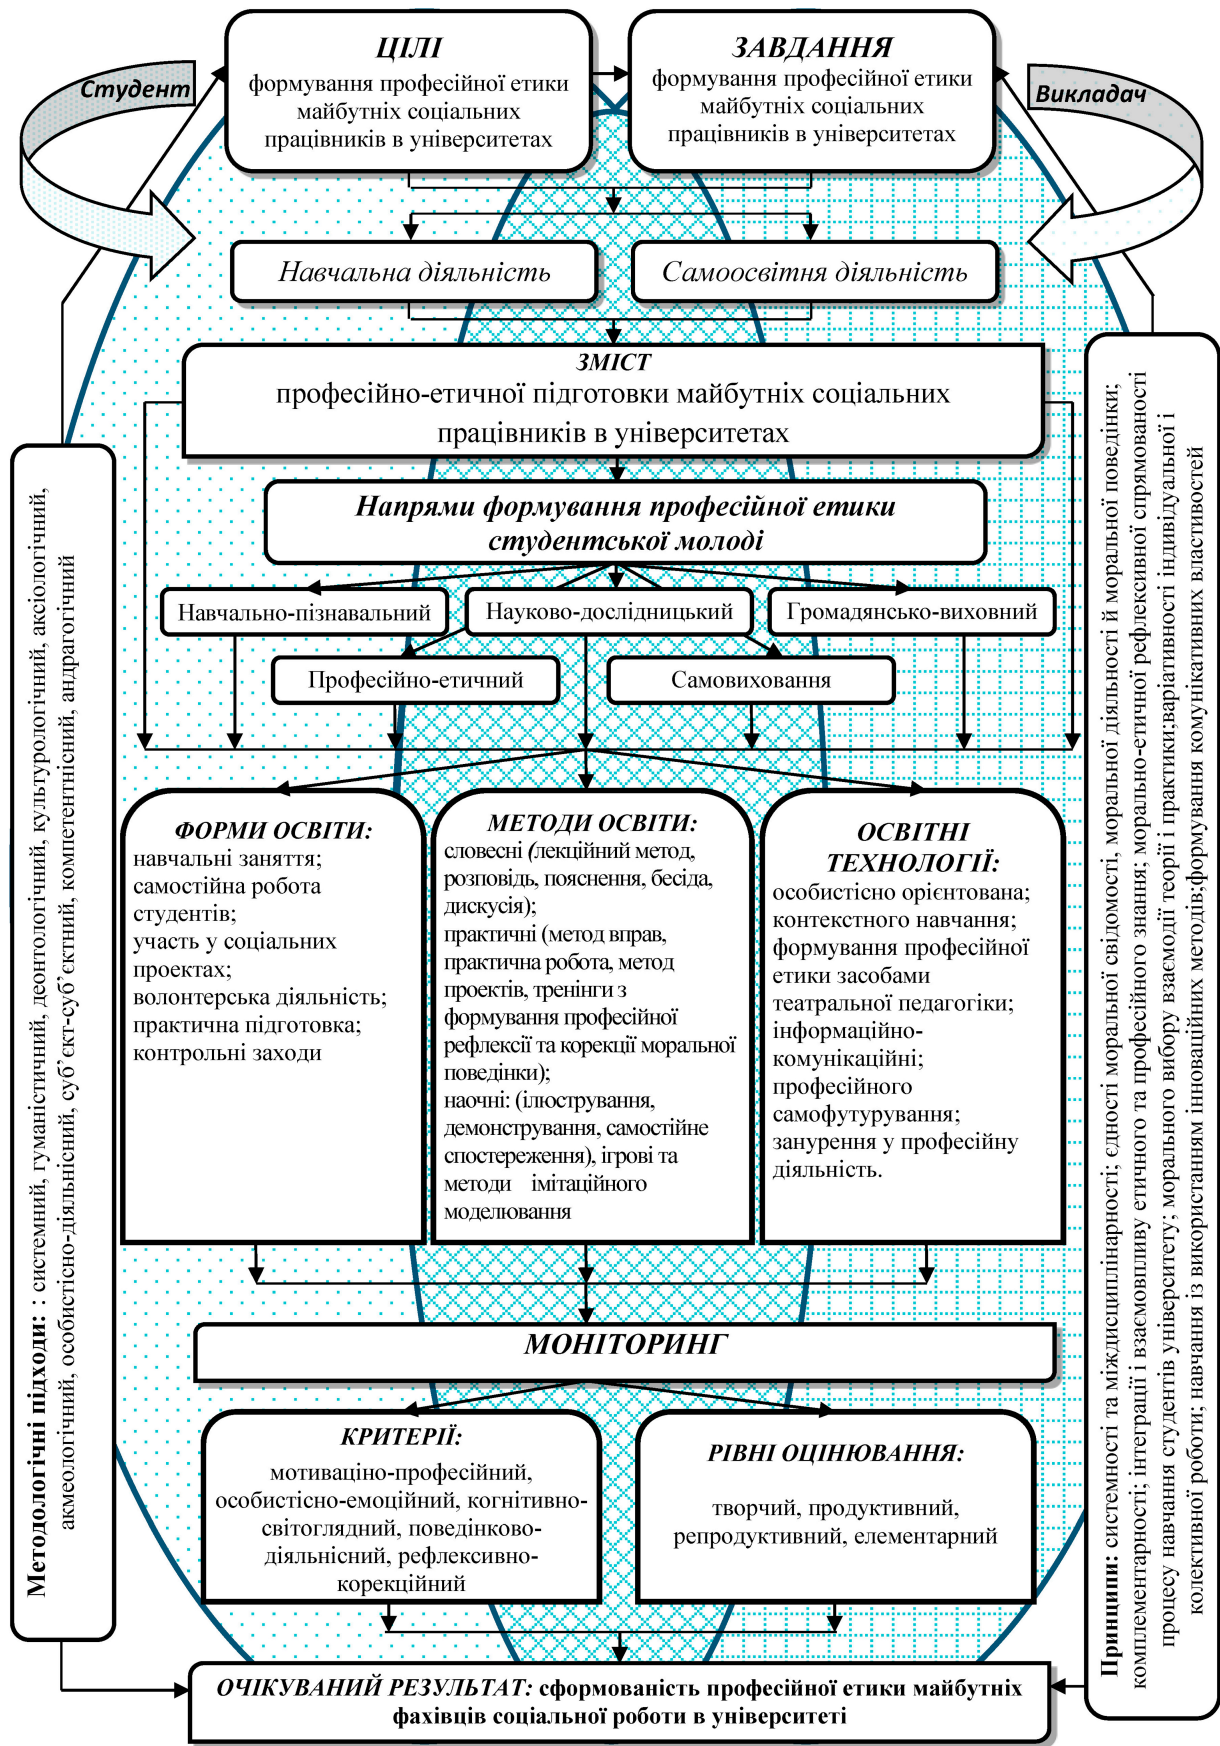 ЦІЛІ
формування професійної етики
майбутніх соціальних
працівників в університетах
ЗАВДАННЯ
формування професійної етики
майбутніх соціальних
працівників в університетах
Студент
Викладач
Навчальна діяльність
Самоосвітня діяльність
ЗМІСТ
професійно-етичної підготовки майбутніх соціальних
працівників в університетах
Напрями формування професійної етики
студентської молоді
Навчально-пізнавальний
Науково-дослідницький
Громадянсько-виховний
Професійно-етичний
Самовиховання
ФОРМИ ОСВІТИ:
навчальні заняття;
самостійна робота
студентів;
участь у соціальних
проектах;
волонтерська діяльність;
практична підготовка;
контрольні заходи
МЕТОДИ ОСВІТИ:
словесні (лекційний метод,
розповідь, пояснення, бесіда,
дискусія);
практичні (метод вправ,
практична робота, метод
проектів, тренінги з
формування професійної
рефлексії та корекції моральної
поведінки);
наочні: (ілюстрування,
демонстрування, самостійне
спостереження), ігрові та
методи імітаційного
моделювання
ОСВІТНІ
ТЕХНОЛОГІЇ:
особистісно орієнтована;
контекстного навчання;
формування професійної
етики засобами
театральної педагогіки;
інформаційно-
комунікаційні;
професійного
самофутурування;
занурення у професійну
діяльність.
МОНІТОРИНГ
КРИТЕРІЇ:
мотиваціно-професійний,
особистісно-емоційний, когнітивно-
світоглядний, поведінково-
діяльнісний, рефлексивно-
корекційний
РІВНІ ОЦІНЮВАННЯ:
творчий, продуктивний,
репродуктивний, елементарний
ОЧІКУВАНИЙ РЕЗУЛЬТАТ: сформованість професійної етики майбутніх
фахівців соціальної роботи в університеті
Методологічні підходи: : системний, гуманістичний, деонтологічний, культурологічний, аксіологічний,
акмеологічний, особистісно-діяльнісний, суб’єкт-суб’єктний, компетентнісний, андрагогічний
Принципи: системності та міждисциплінарності; єдності моральної свідомості, моральної діяльності й моральної поведінки;
комплементарності; інтеграції і взаємовпливу етичного та професійного знання; морально-етичної рефлексивної спрямованості
процесу навчання студентів університету; морального вибору взаємодії теорії і практики;варіативності індивідуальної і
колективної роботи; навчання із використанням інноваційних методів;формування комунікативних властивостей